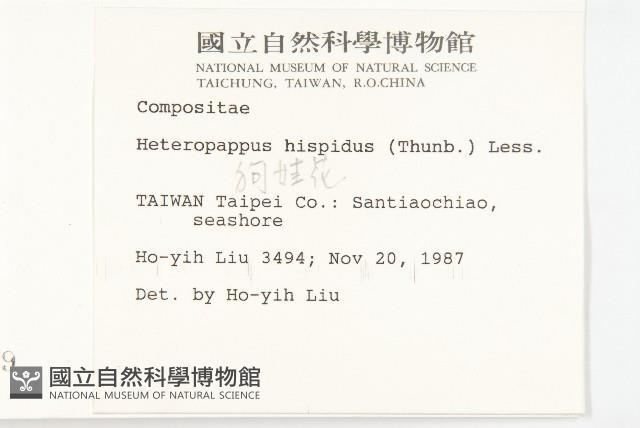 國立自然科學博物館
NATIONAL MUSEUM OF NATURAL SCIENCE
TAICHUNG, TAIWAN, R.O.CHINA
Compositae
Heteropappus hispidus (Thunb.) Less.
狗娃花
TAIWAN Taipei Co.: Santiaochiao,
seashore
Ho-yih Liu 3494; Nov 20, 1987
Det. by Ho-yih Liu
9
國立自然科學博物館
NATIONAL MUSEUM OF NATURAL SCIENCE